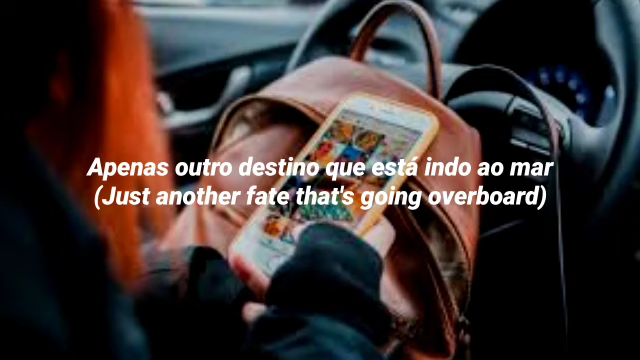 Apenas outro destino que está indo ao mar
(Just another fate that's going overboard)